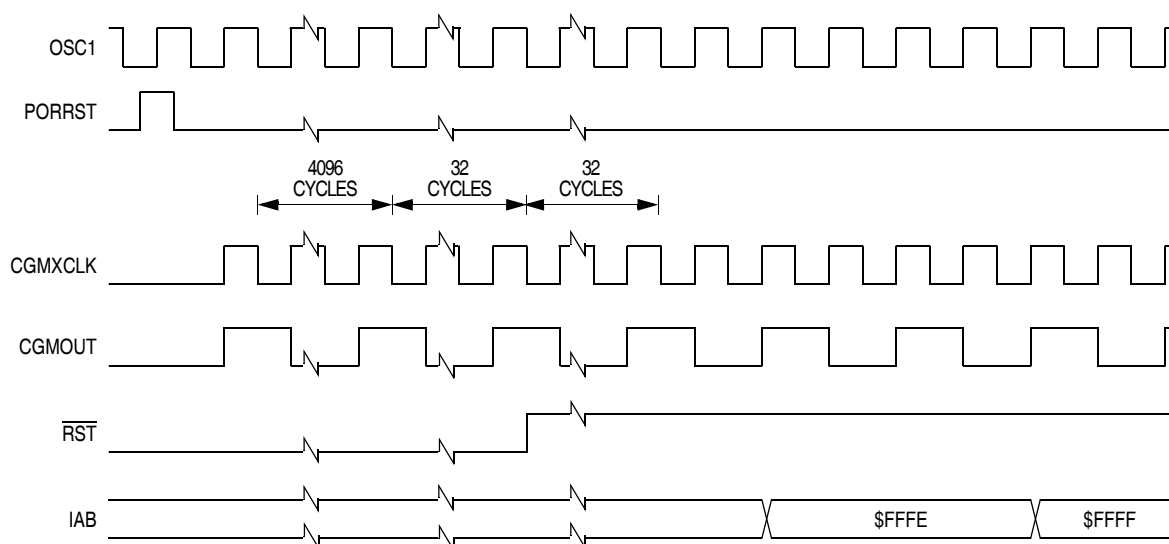 OSC1
PORRST
4096
CYCLES
32
CYCLES
32
CYCLES
CGMXCLK
CGMOUT
RST
IAB
$FFFE
$FFFF